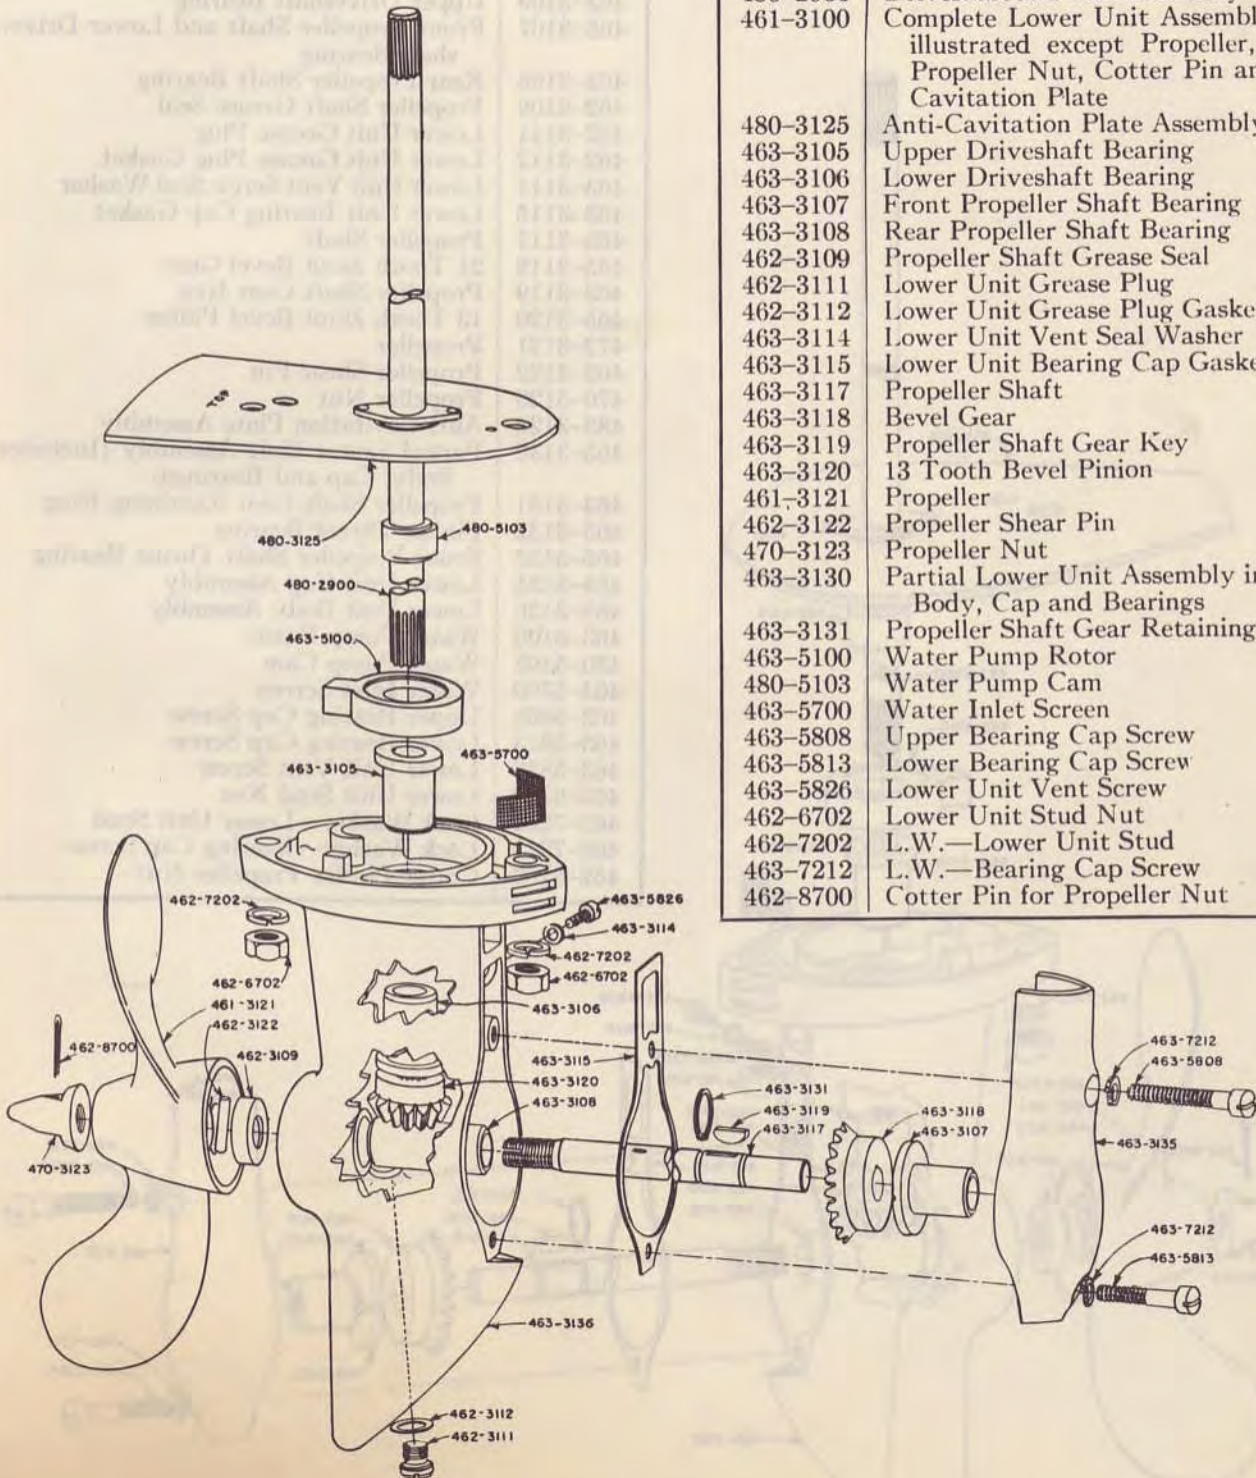 461-3100 Complete Lower Unit
illustrated except Propeller,
Propeller Nut, Cotter Pin
Cavitation Plate
480-3125 Anti-Cavitation Plate Assembly
463-3105 Upper Driveshaft Bearing
463-3106 Lower Driveshaft Bearing
463-3107 Front Propeller Shaft Bearing
463-3108 Rear Propeller Shaft Bearing
462-3109 Propeller Shaft Grease Seal
462-3111 Lower Unit Grease Plug
462-3112 Lower Unit Grease Plug
463-3114 Lower Unit Vent Seal Washer
463-3115 Lower Unit Bearing Cap
463-3117 Propeller Shaft
463-3118 Bevel Gear
463-3119 Propeller Shaft Gear Key
463-3120 13 Tooth Bevel Pinion
461-3121 Propeller
462-3122 Propeller Shear Pin
470-3123 Propeller Nut
463-3130 Partial Lower Unit Assembly
Body, Cap and Bearings
463-3131 Propeller Shaft Gear Retaining
463-5100 Water Pump Rotor
480-5103 Water Pump Cam
463-5700 Water Inlet Screen
463-5808 Upper Bearing Cap Screw
463-5813 Lower Bearing Cap Screw
463-5826 Lower Unit Vent Screw
462-6702 Lower Unit Stud Nut
462-7202 L.W.—Lower Unit Stud
463-7212 L.W.—Bearing Cap Screw
462-8700 Cotter Pin for Propeller Nut
480-3125
480-5103
480-2900
463-5100
463-3105
463-5700
462-7202
463-5826
463-3114
462-7202
462-6702
462-6702
461-3121
462-3122
462-8700
462-3109
463-3106
463-3115
463-3120
463-3108
463-3131
463-3119
463-3117
463-3118
463-3107
463-7212
463-5808
463-3135
470-3123
463-7212
463-5813
463-3136
462-3112
462-3111